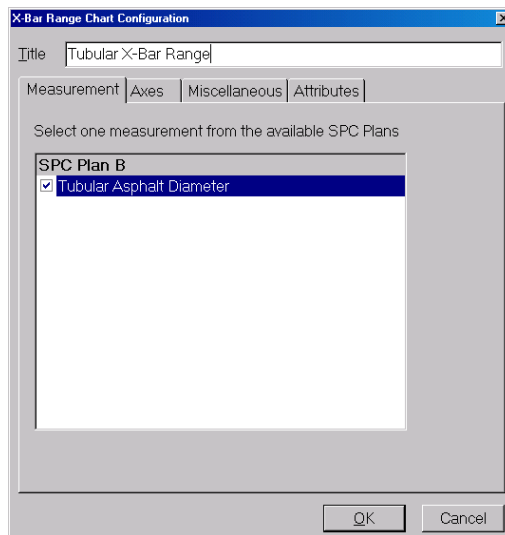 X-Bar Range Chart Configuration
Title Tubular X-Bar Range
Measurement Axes Miscellaneous Attributes
Select one measurement from the available SPC Plans
SPC Plan B
Tubular Asphalt Diameter
OK Cancel